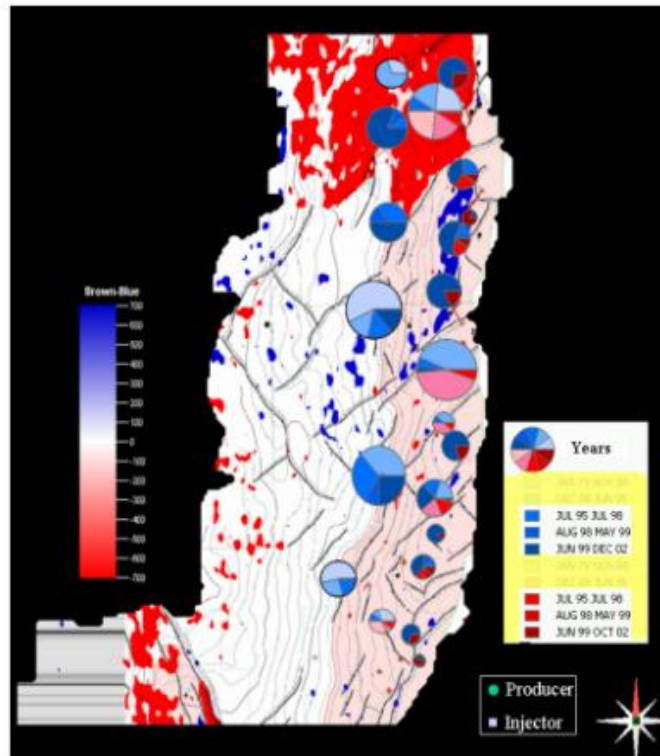 Brown-Blue
700
600
500
400
300
200
100
0
-100
-200
-300
-400
-500
-600
-700
Years
JUL 95 JUL 98
AUG 98 MAY 99
JUN 99 DEC 02
JUL 95 JUL 98
AUG 98 MAY 99
JUN 99 OCT 02
Producer
Injector